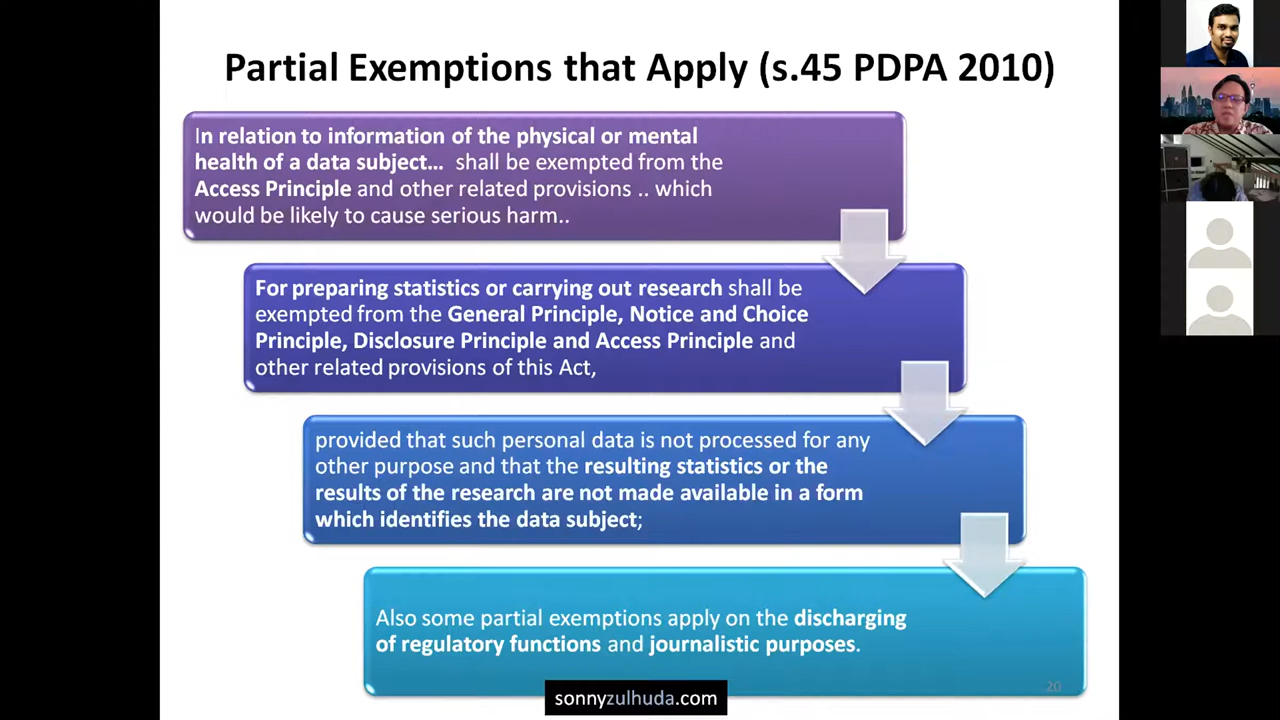 Partial Exemptions that Apply (s.45 PDPA 2010)
In relation to information of the physical or mental
health of a data subject… shall be exempted from the
Access Principle and other related provisions .. which
would be likely to cause serious harm..
For preparing statistics or carrying out research shall be
exempted from the General Principle, Notice and Choice
Principle, Disclosure Principle and Access Principle and
other related provisions of this Act,
provided that such personal data is not processed for any
other purpose and that the resulting statistics or the
results of the research are not made available in a form
which identifies the data subject;
Also some partial exemptions apply on the discharging
of regulatory functions and journalistic purposes.
20
sonnyzulhuda.com